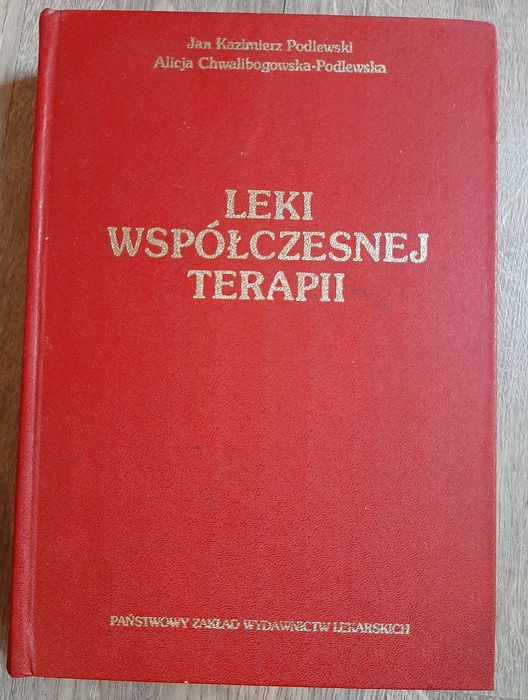 Jan Kazimierz Podlewski
Alicja Chwalibogowska-Podlewska
LEKI
WSPÓŁCZESNEJ
TERAPII
PAŃSTWOWY ZAKŁAD WYDAWNICTW LEKARSKICH